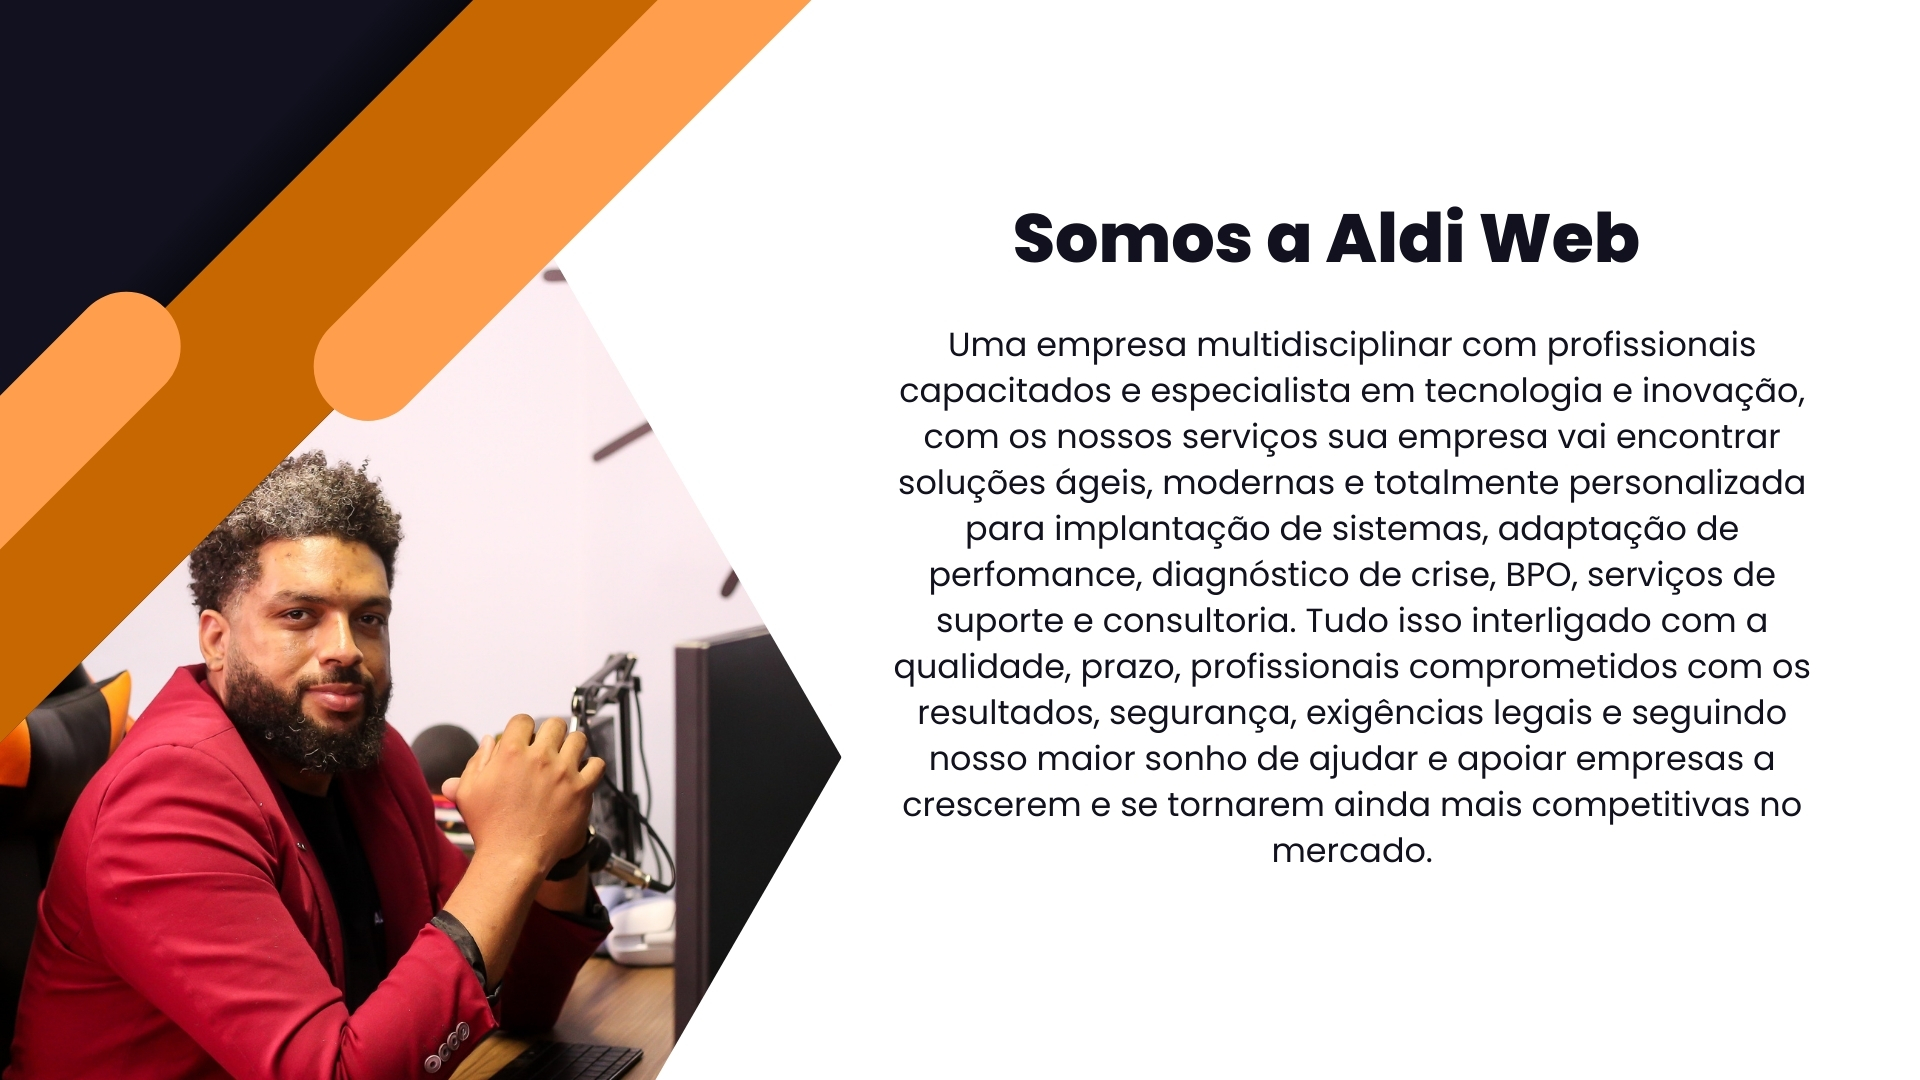 Somos a Aldi Web
Uma empresa multidisciplinar com profissionais
capacitados e especialista em tecnologia e inovação,
com os nossos serviços sua empresa vai encontrar
soluções ágeis, modernas e totalmente personalizada
para implantação de sistemas, adaptação de
perfomance, diagnóstico de crise, BPO, serviços de
suporte e consultoria. Tudo isso interligado com a
qualidade, prazo, profissionais comprometidos com os
resultados, segurança, exigências legais e seguindo
nosso maior sonho de ajudar e apoiar empresas a
crescerem e se tornarem ainda mais competitivas no
mercado.